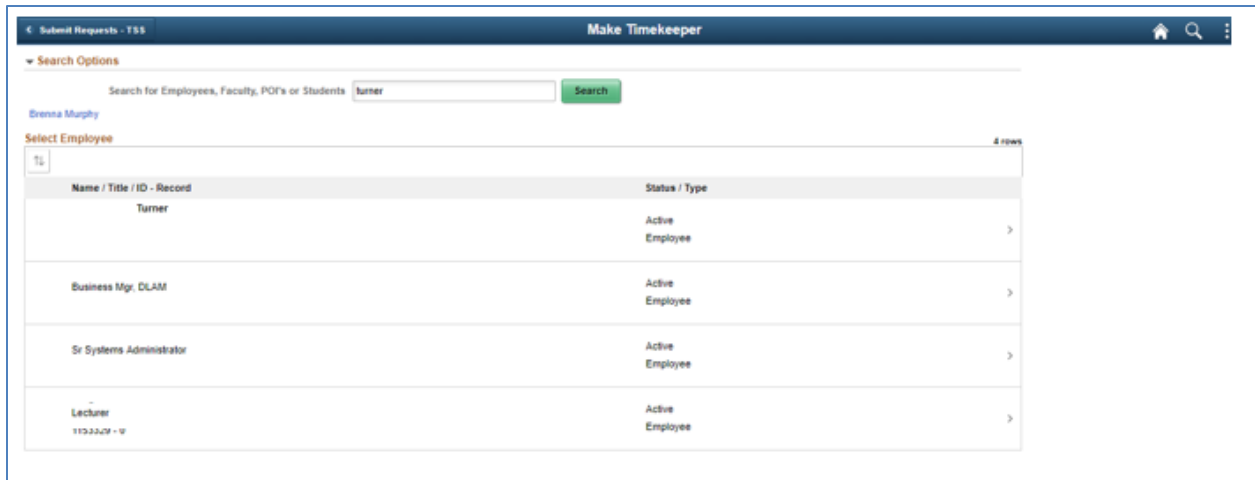 Submit Requests - TSS
Make Timekeeper
Search Options
Search for Employees, Faculty, POI's or Students turner Search
Brenna Murphy
Select Employee
4 rows
Name / Title / ID - Record Status / Type
Turner
Active
Employee
Business Mgr, DLAM
Active
Employee
Sr Systems Administrator
Active
Employee
Lecturer
Active
Employee